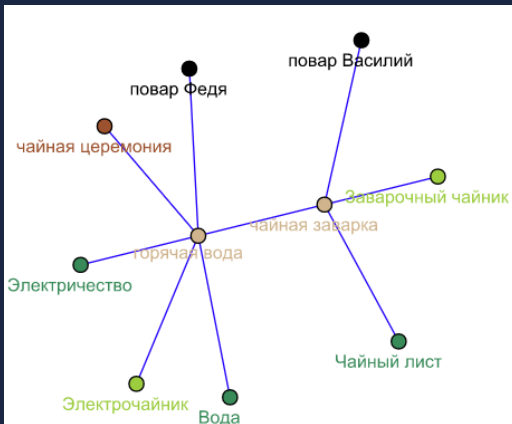 повар Василий
повар Федя
чайная церемония
Заварочный чайник
чайная заварка
горячая вода
Электричество
Чайный лист
Электрочайник
Вода